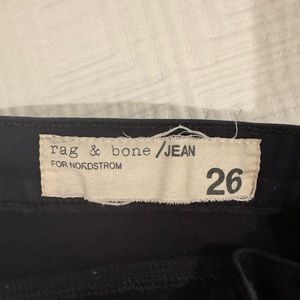 rag & bone /JEAN
FOR NORDSTROM
26